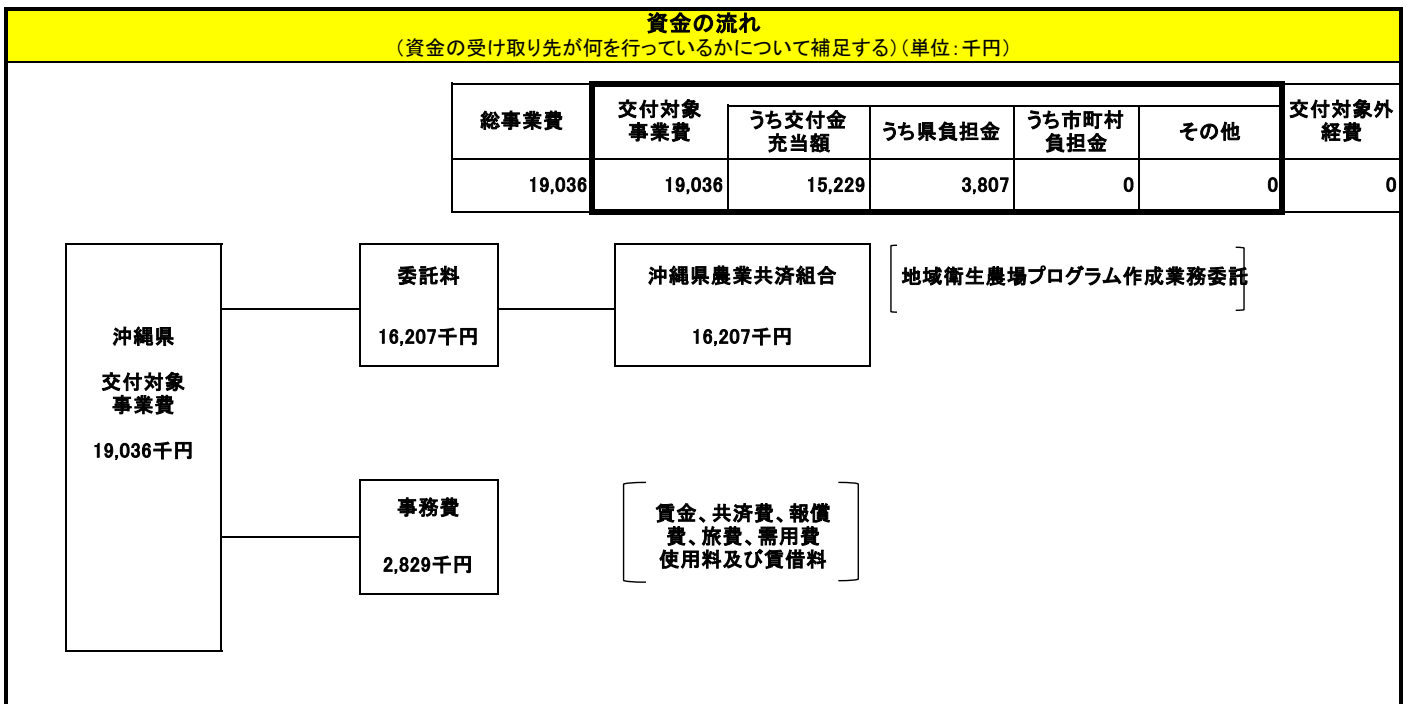 資金の流れ
（資金の受け取り先が何を行っているかについて補足する）（単位：千円）
総事業費
交付対象
事業費
うち交付金
充当額
うち県負担金
うち市町村
負担金
その他
交付対象外
経費
19,036
19,036
15,229
3,807
0
0
0
沖縄県
交付対象
事業費
19,036千円
委託料
16,207千円
沖縄県農業共済組合
16,207千円
地域衛生農場プログラム作成業務委託
事務費
2,829千円
賃金、共済費、報償
費、旅費、需用費
使用料及び賃借料